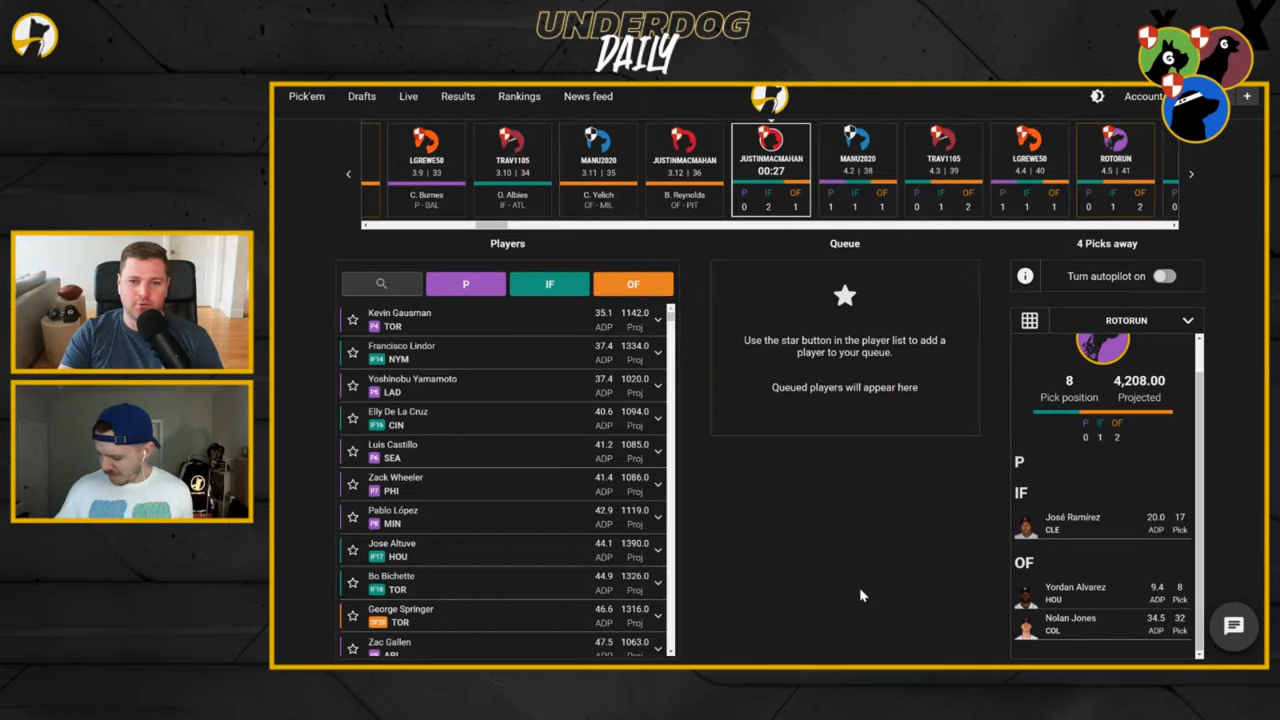 UNDERDOG
DAILY
Pick'em Drafts Live Results Rankings News feed Account +
LGREWE50 TRAV1105 MANU2020 JUSTINMACMAHAN JUSTINMACMAHAN MANU2020 TRAV1105 LGREWE50 ROTORUN
3.9 | 33 3.10 | 34 3.11 | 35 3.12 | 36 00:27 4.2 | 38 4.3 | 39 4.4 | 40 4.5 | 41
C. Burnes O. Albies C. Yelich B. Reynolds P IF OF P IF OF P IF OF P IF OF P IF OF P
P - BAL IF - ATL OF - MIL OF - PIT 0 2 1 1 1 1 0 1 2 1 1 1 0 1 2 0
Players Queue 4 Picks away
P IF OF
Turn autopilot on
Kevin Gausman 35.1 1142.0
P4 TOR ADP Proj
Francisco Lindor 37.4 1334.0
IF14 NYM ADP Proj
Yoshinobu Yamamoto 37.4 1020.0
P5 LAD ADP Proj
Elly De La Cruz 40.6 1094.0
IF16 CIN ADP Proj
Luis Castillo 41.2 1085.0
P6 SEA ADP Proj
Zack Wheeler 41.4 1086.0
P7 PHI ADP Proj
Pablo López 42.9 1119.0
P8 MIN ADP Proj
Jose Altuve 44.1 1390.0
IF17 HOU ADP Proj
Bo Bichette 44.9 1326.0
IF18 TOR ADP Proj
George Springer 46.6 1316.0
OF20 TOR ADP Proj
Zac Gallen 47.5 1063.0
ARI ADP Proj
Use the star button in the player list to add a
player to your queue.
Queued players will appear here
ROTORUN
8 4,208.00
Pick position Projected
P IF OF
0 1 2
P
IF
José Ramírez 20.0 17
CLE ADP Pick
OF
Yordan Alvarez 9.4 8
HOU ADP Pick
Nolan Jones 34.5 32
COL ADP Pick